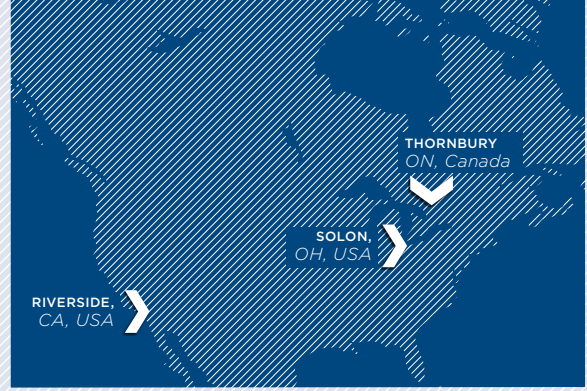 THORNBURY
ON, Canada
SOLON,
OH, USA
RIVERSIDE,
CA, USA